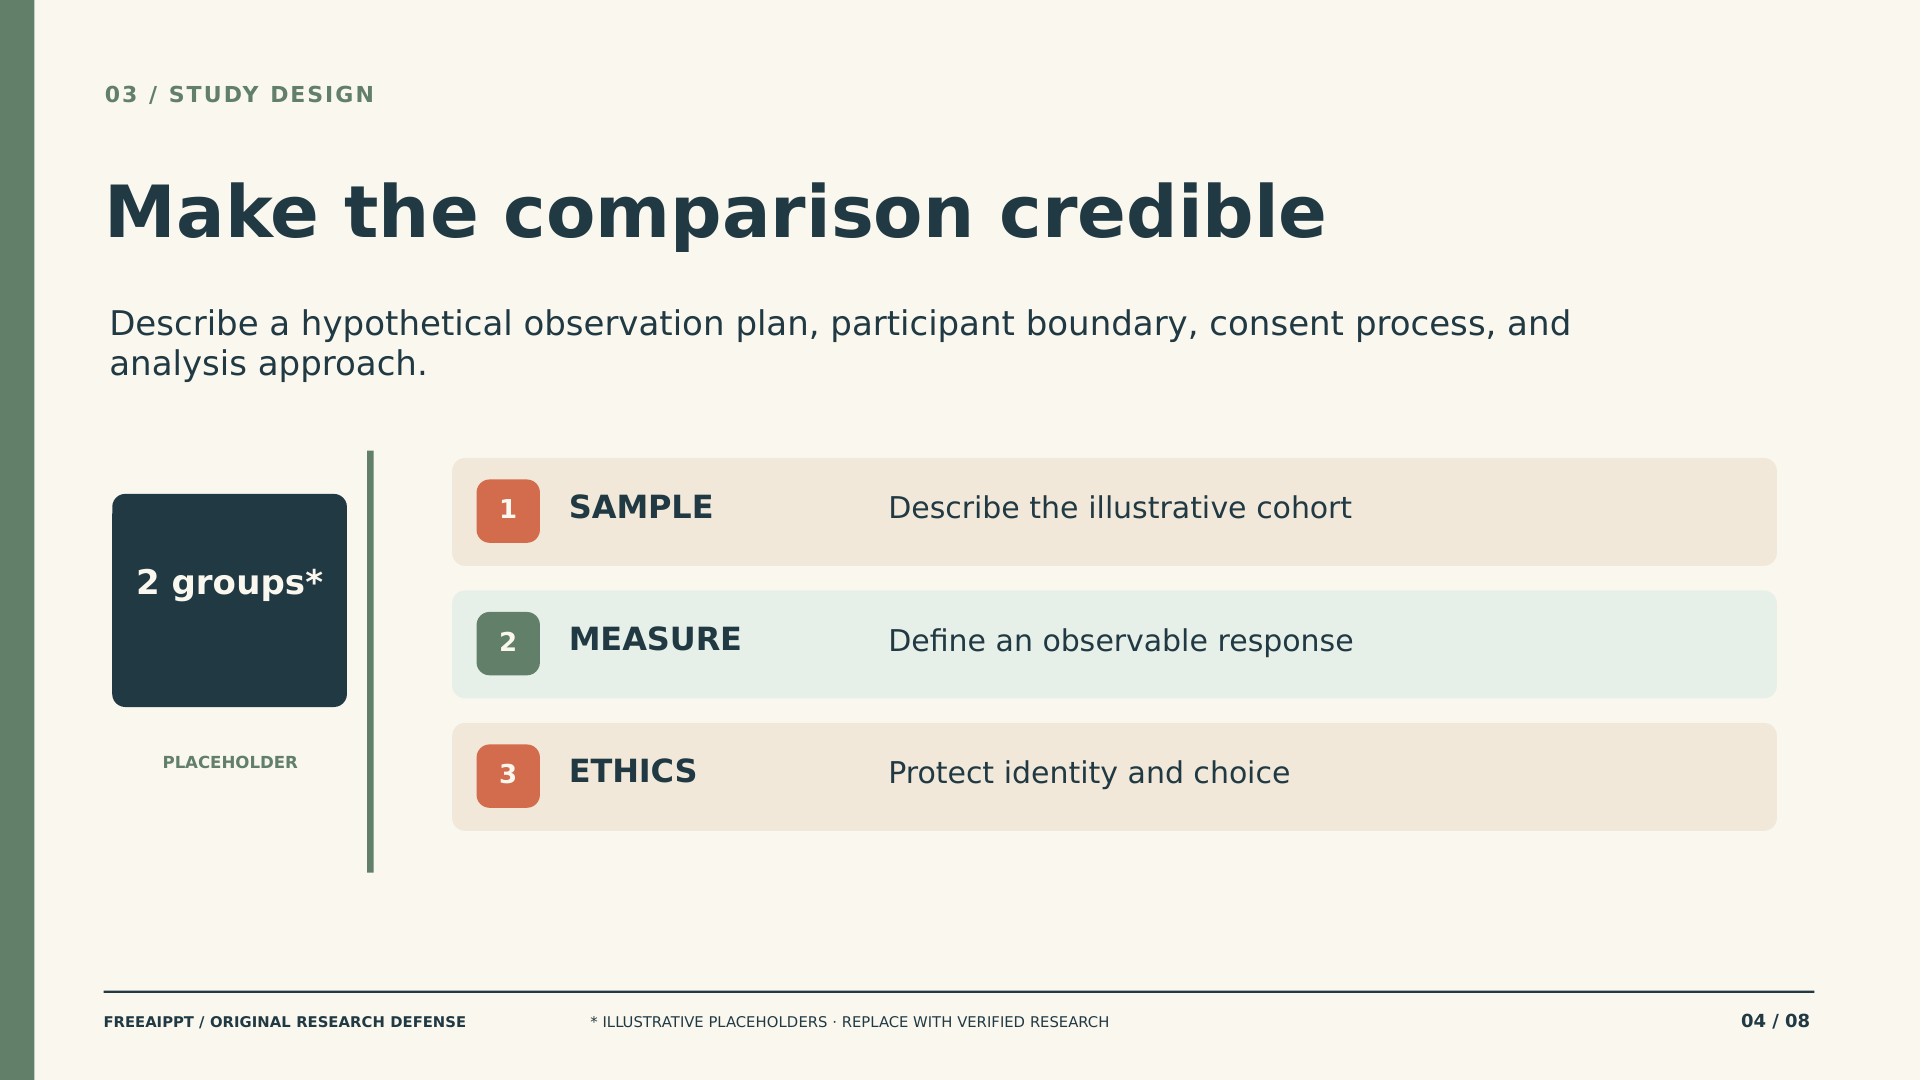 03 / STUDY DESIGN
Make the comparison credible
Describe a hypothetical observation plan, participant boundary, consent process, and
analysis approach.
2 groups*
PLACEHOLDER
1 SAMPLE Describe the illustrative cohort
2 MEASURE Define an observable response
3 ETHICS Protect identity and choice
FREEAIPPT / ORIGINAL RESEARCH DEFENSE * ILLUSTRATIVE PLACEHOLDERS · REPLACE WITH VERIFIED RESEARCH 04 / 08